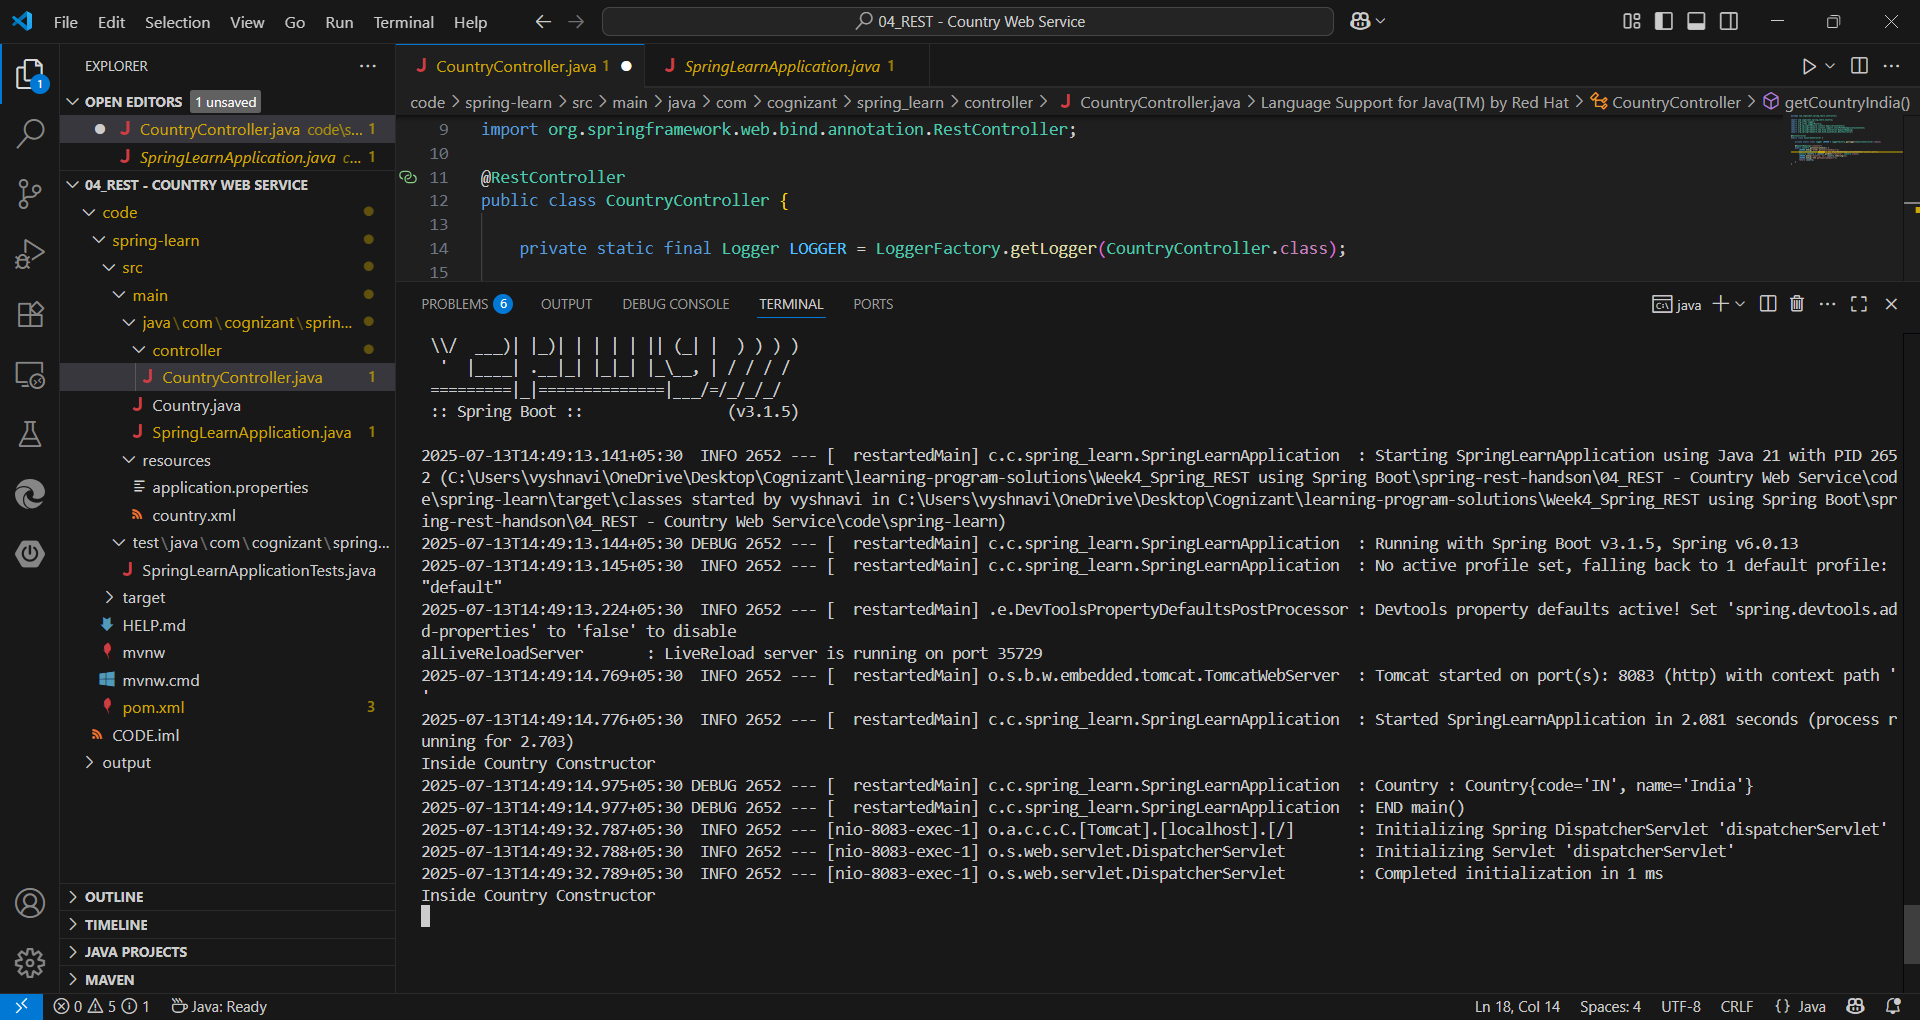 File Edit Selection View Go Run Terminal Help
04_REST - Country Web Service
EXPLORER
OPEN EDITORS 1 unsaved
CountryController.java code\s... 1
SpringLearnApplication.java c... 1
04_REST - COUNTRY WEB SERVICE
code
spring-learn
src
main
java\com\cognizant\sprin...
controller
CountryController.java 1
Country.java
SpringLearnApplication.java 1
resources
application.properties
country.xml
test\java\com\cognizant\spring...
SpringLearnApplicationTests.java
target
HELP.md
mvnw
mvnw.cmd
pom.xml 3
CODE.iml
output
OUTLINE
TIMELINE
JAVA PROJECTS
MAVEN
CountryController.java 1
SpringLearnApplication.java 1
code > spring-learn > src > main > java > com > cognizant > spring_learn > controller > CountryController.java > Language Support for Java(TM) by Red Hat > CountryController > getCountryIndia()
9 import org.springframework.web.bind.annotation.RestController;
10
11 @RestController
12 public class CountryController {
13
14 private static final Logger LOGGER = LoggerFactory.getLogger(CountryController.class);
15
PROBLEMS 6 OUTPUT DEBUG CONSOLE TERMINAL PORTS
java
\\/  ___)| |_)| | | | | || (_| |  ) ) ) )
'  |____| .__|_| |_|_| |_\__, | / / / /
=========|_|==============|___/=/_/_/_/
:: Spring Boot :: (v3.1.5)
2025-07-13T14:49:13.141+05:30  INFO 2652 --- [  restartedMain] c.c.spring_learn.SpringLearnApplication  : Starting SpringLearnApplication using Java 21 with PID 265
2 (C:\Users\vyshnavi\OneDrive\Desktop\Cognizant\learning-program-solutions\Week4_Spring_REST using Spring Boot\spring-rest-handson\04_REST - Country Web Service\cod
e\spring-learn\target\classes started by vyshnavi in C:\Users\vyshnavi\OneDrive\Desktop\Cognizant\learning-program-solutions\Week4_Spring_REST using Spring Boot\spr
ing-rest-handson\04_REST - Country Web Service\code\spring-learn)
2025-07-13T14:49:13.144+05:30 DEBUG 2652 --- [  restartedMain] c.c.spring_learn.SpringLearnApplication  : Running with Spring Boot v3.1.5, Spring v6.0.13
2025-07-13T14:49:13.145+05:30  INFO 2652 --- [  restartedMain] c.c.spring_learn.SpringLearnApplication  : No active profile set, falling back to 1 default profile:
"default"
2025-07-13T14:49:13.224+05:30  INFO 2652 --- [  restartedMain] .e.DevToolsPropertyDefaultsPostProcessor : Devtools property defaults active! Set 'spring.devtools.ad
d-properties' to 'false' to disable
alLiveReloadServer       : LiveReload server is running on port 35729
2025-07-13T14:49:14.769+05:30  INFO 2652 --- [  restartedMain] o.s.b.w.embedded.tomcat.TomcatWebServer  : Tomcat started on port(s): 8083 (http) with context path '
'
2025-07-13T14:49:14.776+05:30  INFO 2652 --- [  restartedMain] c.c.spring_learn.SpringLearnApplication  : Started SpringLearnApplication in 2.081 seconds (process r
unning for 2.703)
Inside Country Constructor
2025-07-13T14:49:14.975+05:30 DEBUG 2652 --- [  restartedMain] c.c.spring_learn.SpringLearnApplication  : Country : Country{code='IN', name='India'}
2025-07-13T14:49:14.977+05:30 DEBUG 2652 --- [  restartedMain] c.c.spring_learn.SpringLearnApplication  : END main()
2025-07-13T14:49:32.787+05:30  INFO 2652 --- [nio-8083-exec-1] o.a.c.c.C.[Tomcat].[localhost].[/]       : Initializing Spring DispatcherServlet 'dispatcherServlet'
2025-07-13T14:49:32.788+05:30  INFO 2652 --- [nio-8083-exec-1] o.s.web.servlet.DispatcherServlet        : Initializing Servlet 'dispatcherServlet'
2025-07-13T14:49:32.789+05:30  INFO 2652 --- [nio-8083-exec-1] o.s.web.servlet.DispatcherServlet        : Completed initialization in 1 ms
Inside Country Constructor
0 5 1 Java: Ready
Ln 18, Col 14 Spaces: 4 UTF-8 CRLF {} Java